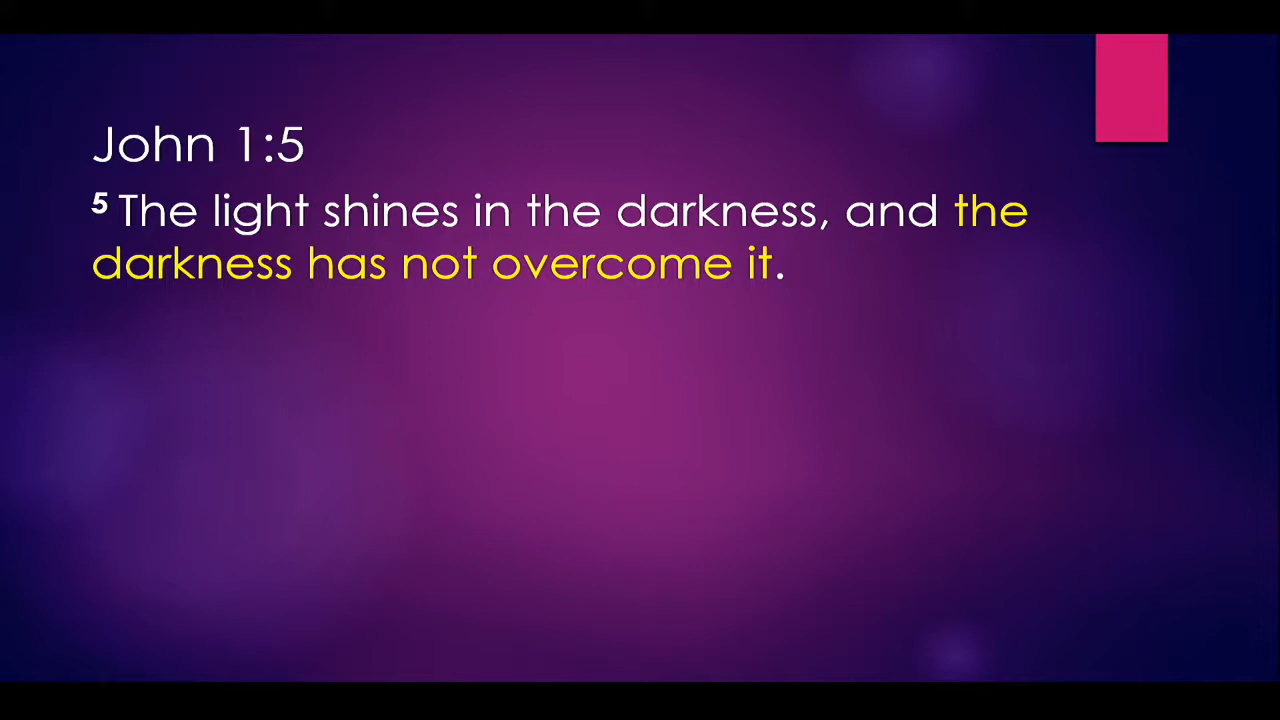 John 1:5
5 The light shines in the darkness, and the
darkness has not overcome it.